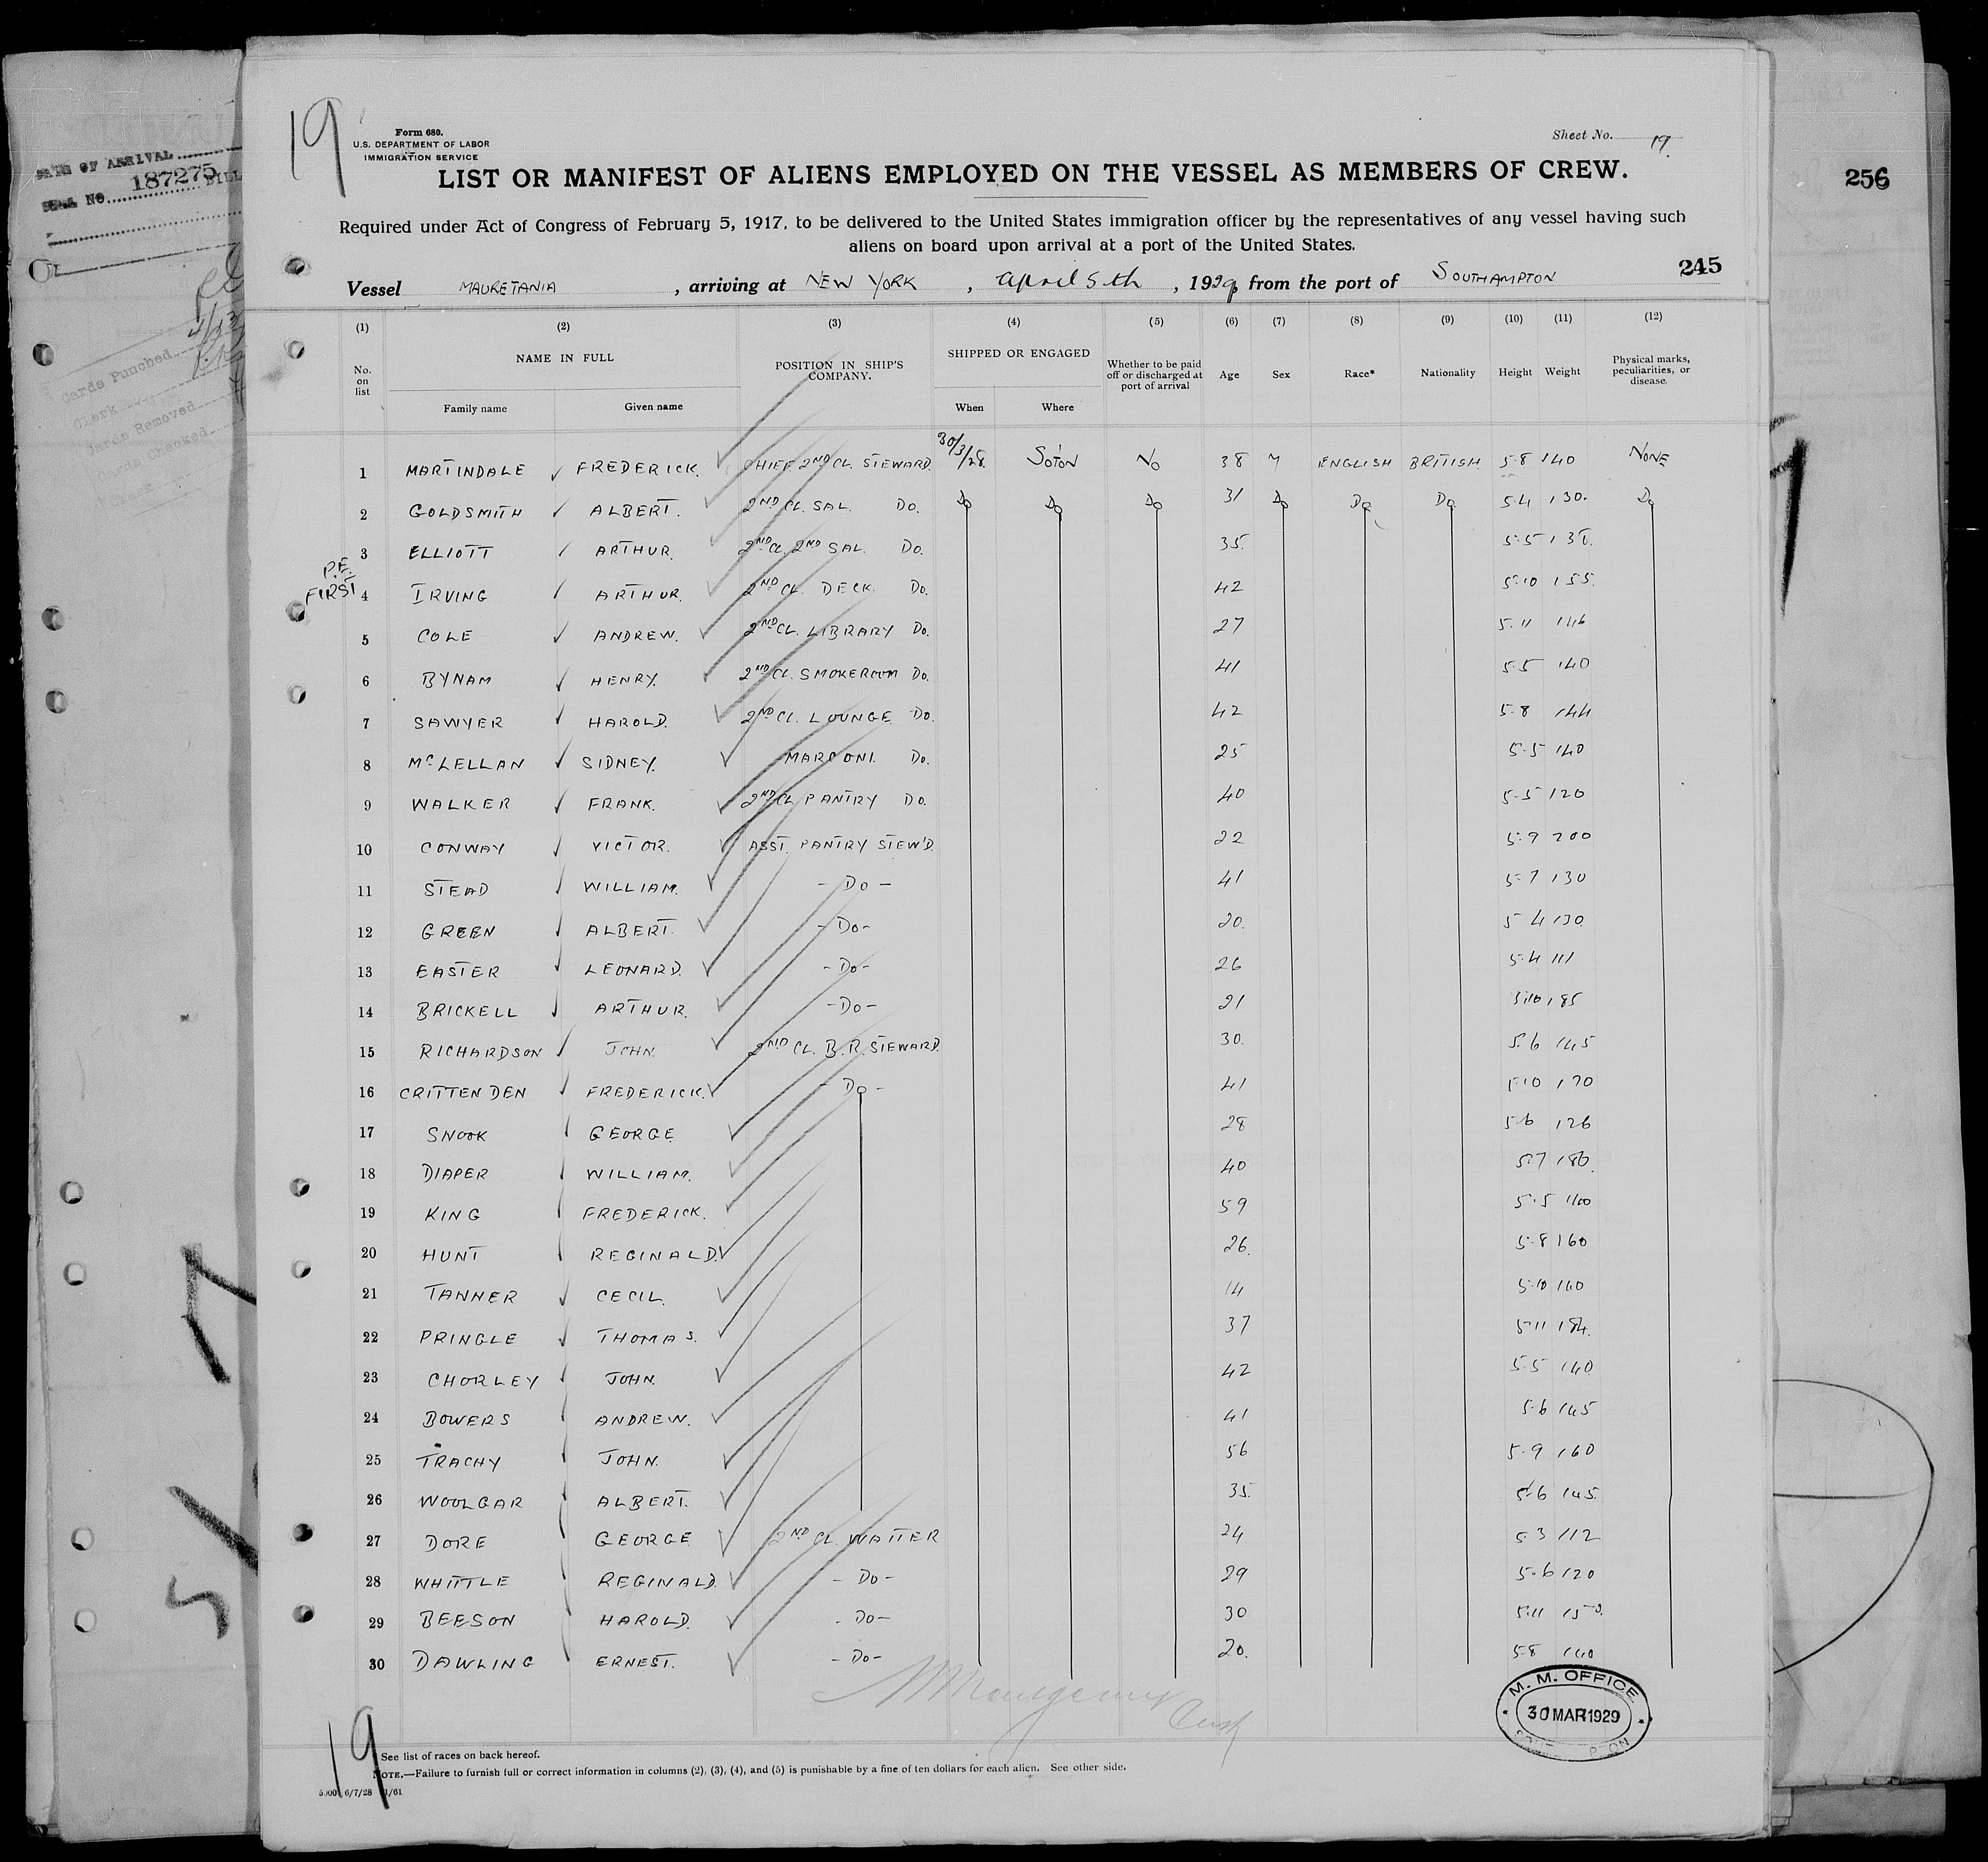 DATE OF ARRIVAL
187275
Cards Punched
Clerk
Cards Removed
19
Form 680.
U.S. DEPARTMENT OF LABOR
IMMIGRATION SERVICE
Sheet No. 19.
LIST OR MANIFEST OF ALIENS EMPLOYED ON THE VESSEL AS MEMBERS OF CREW.
256
Required under Act of Congress of February 5, 1917, to be delivered to the United States immigration officer by the representatives of any vessel having such
aliens on board upon arrival at a port of the United States.
245
Vessel MAURETANIA, arriving at NEW YORK, April 5th, 1929, from the port of SOUTHAMPTON
(1) (2) (3) (4) (5) (6) (7) (8) (9) (10) (11) (12)
No. on list NAME IN FULL POSITION IN SHIP'S COMPANY. SHIPPED OR ENGAGED Whether to be paid off or discharged at port of arrival Age Sex Race* Nationality Height Weight Physical marks, peculiarities, or disease.
Family name Given name When Where
1 MARTINDALE FREDERICK. CHIEF 2ND CL. STEWARD. 30/3/28. SOTON NO 38 M ENGLISH BRITISH 5-8 140 NONE
2 GOLDSMITH ALBERT. 2ND CL. SAL. DO. DO DO DO 31 DO DO DO 5-4 130. DO
3 ELLIOTT ARTHUR. 2ND CL. 2ND SAL. DO. 35. 5-5 138.
P.F. FIRST 4 IRVING ARTHUR. 2ND CL. DECK. DO. 42 5-10 155.
5 COLE ANDREW. 2ND CL. LIBRARY DO. 27 5-11 146
6 BYNAM HENRY. 2ND CL. SMOKEROOM DO. 41 5-5 140
7 SAWYER HAROLD. 2ND CL. LOUNGE DO. 42 5-8 144
8 McLELLAN SIDNEY. MARCONI. DO. 25 5-5 140
9 WALKER FRANK. 2ND CL PANTRY DO. 40 5-5 120
10 CONWAY VICTOR. ASST. PANTRY STEW'D. 22 5-9 200
11 STEAD WILLIAM. - DO - 41 5-7 130
12 GREEN ALBERT. - DO - 20. 5-4 130
13 EASTER LEONARD. - DO - 26 5-4 111
14 BRICKELL ARTHUR. - DO - 21 5-10 185
15 RICHARDSON JOHN. 2ND CL. B.R. STEWARD. 30. 5-6 145
16 CRITTENDEN FREDERICK. - DO - 41 5-10 170
17 SNOOK GEORGE 28 5-6 126
18 DIAPER WILLIAM. 40 5-7 180.
19 KING FREDERICK. 59 5-5
20 HUNT REGINALD. 26. 5-8 160
21 TANNER CECIL. 5-10
22 PRINGLE THOMAS. 37 5-11 184.
23 CHORLEY JOHN. 42 5-5 140
24 BOWERS ANDREW. 41 5-6 145
25 TRACHY JOHN. 56 5-9 160
26 WOOLGAR ALBERT. 35. 5-6 145.
27 DORE GEORGE 2ND CL. WAITER 24 5-3 112
28 WHITTLE REGINALD. - DO - 29 5-6 120
29 BEESON HAROLD. - DO - 30 5-11
30 DAWLING ERNEST. - DO - 20. 5-8 140
M. M. OFFICE
30 MAR 1929
19
See list of races on back hereof.
NOTE.—Failure to furnish full or correct information in columns (2), (3), (4), and (5) is punishable by a fine of ten dollars for each alien. See other side.
6/7/28